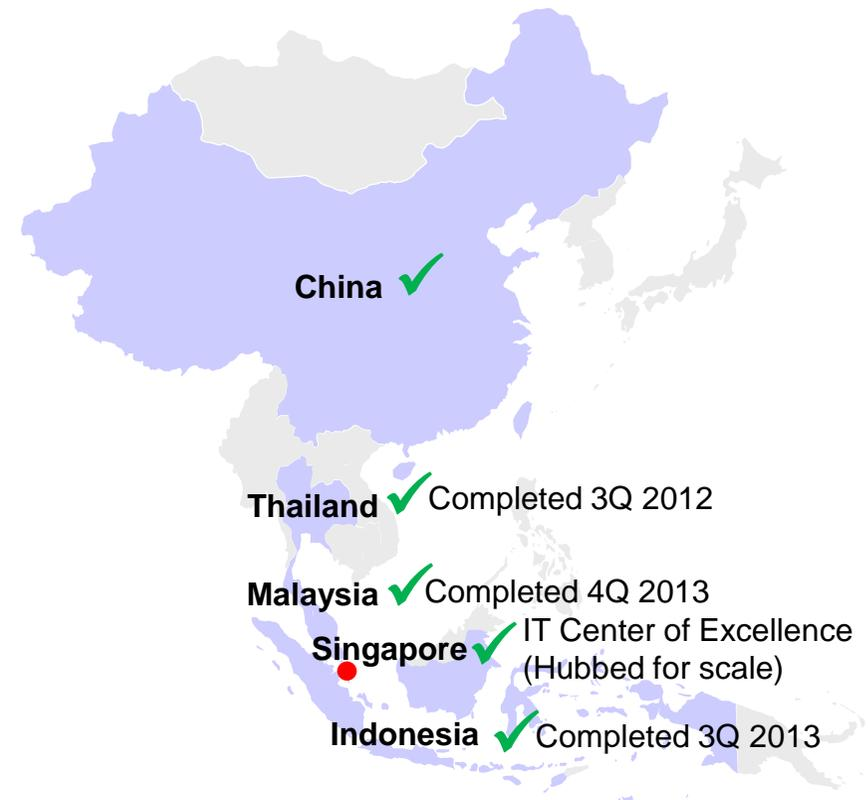 China
Thailand Completed 3Q 2012
Malaysia Completed 4Q 2013
Singapore IT Center of Excellence
(Hubbed for scale)
Indonesia Completed 3Q 2013